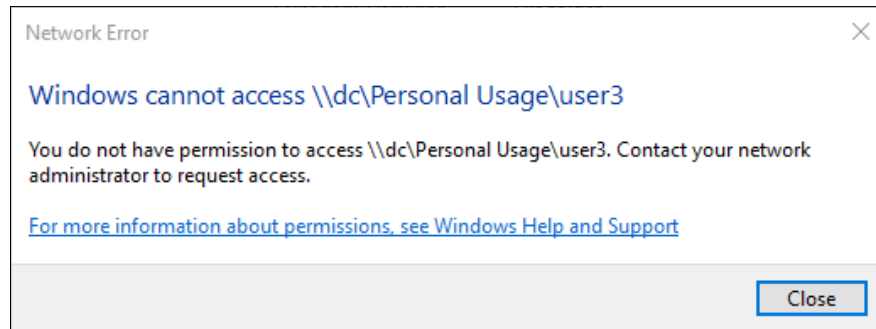 Network Error
Windows cannot access \\dc\Personal Usage\user3
You do not have permission to access \\dc\Personal Usage\user3. Contact your network
administrator to request access.
For more information about permissions, see Windows Help and Support
Close